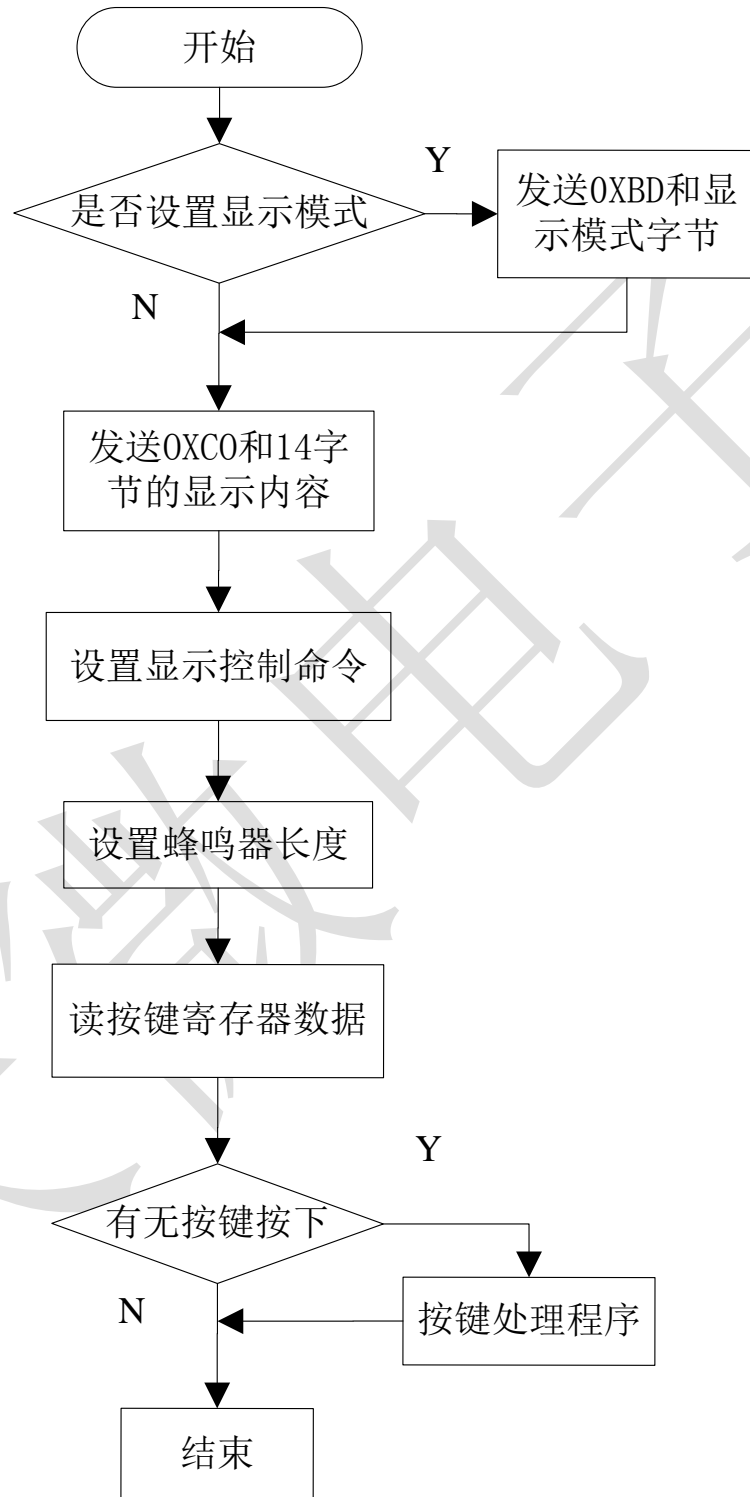 开始
是否设置显示模式
Y
发送0XBD和显
示模式字节
N
发送0XC0和14字
节的显示内容
设置显示控制命令
设置蜂鸣器长度
读按键寄存器数据
有无按键按下
Y
按键处理程序
N
结束
微电子